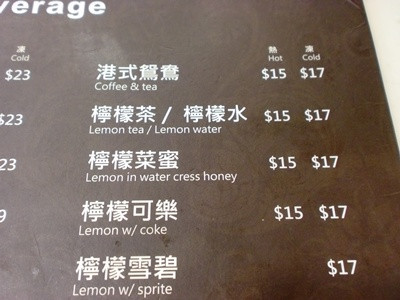 verage
凍 熱 凍
Cold Hot Cold
$23 港式鴛鴦 $15 $17
Coffee & tea
$23 檸檬茶 / 檸檬水 $15 $17
Lemon tea / Lemon water
23 檸檬菜蜜 $15 $17
Lemon in water cress honey
9 檸檬可樂 $15 $17
Lemon w/ coke
檸檬雪碧 $17
Lemon w/ sprite